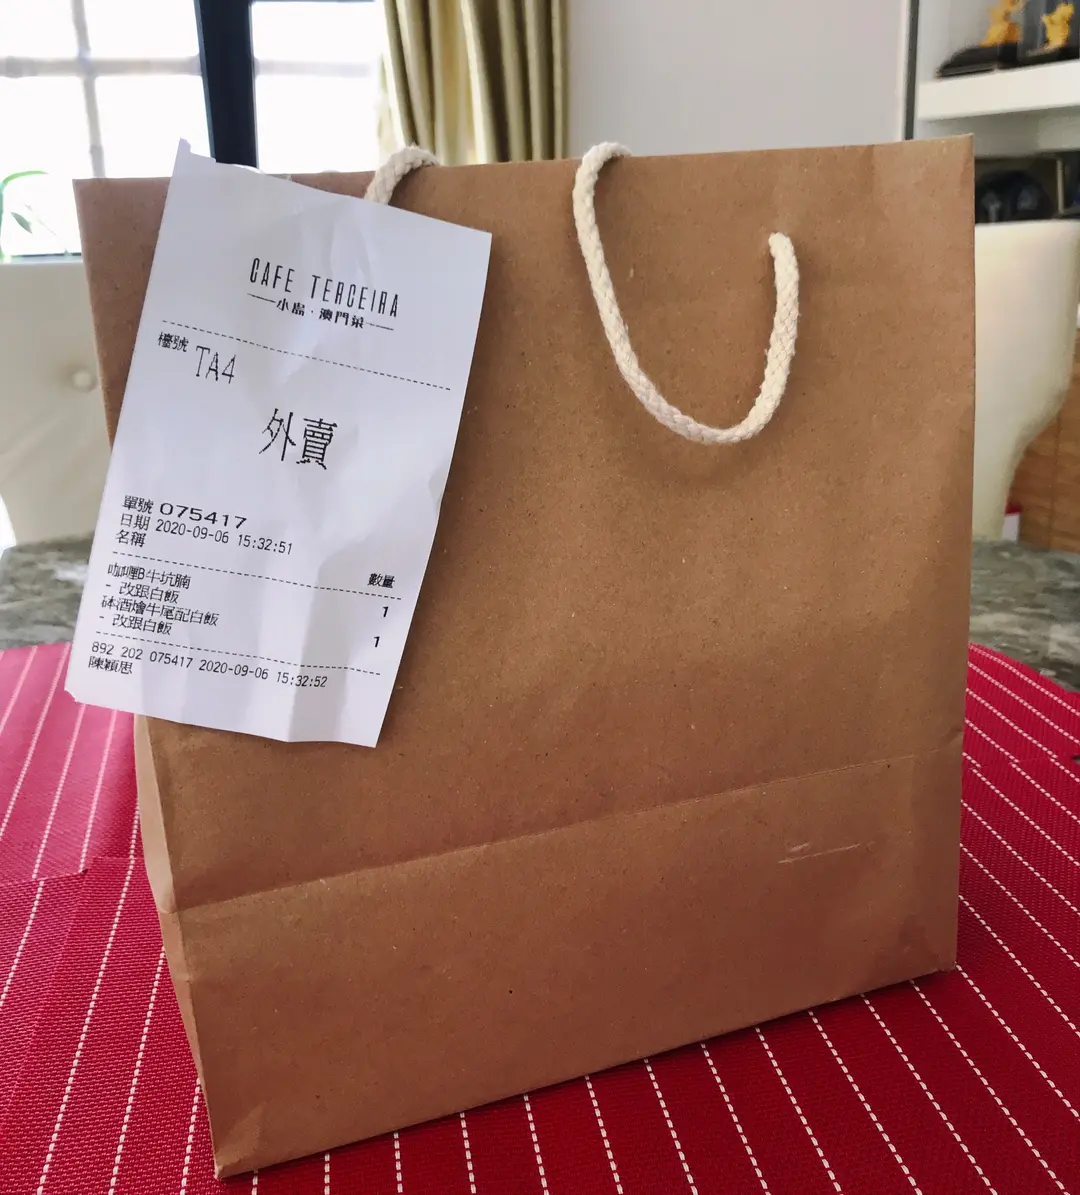 CAFE TERCEIRA
小島·澳門菜
檯號 TA4
外賣
單號 075417
日期 2020-09-06 15:32:51
名稱 數量
咖喱B牛坑腩 1
- 改跟白飯
砵酒燴牛尾配白飯 1
- 改跟白飯
892 202 075417 2020-09-06 15:32:52
陳穎思